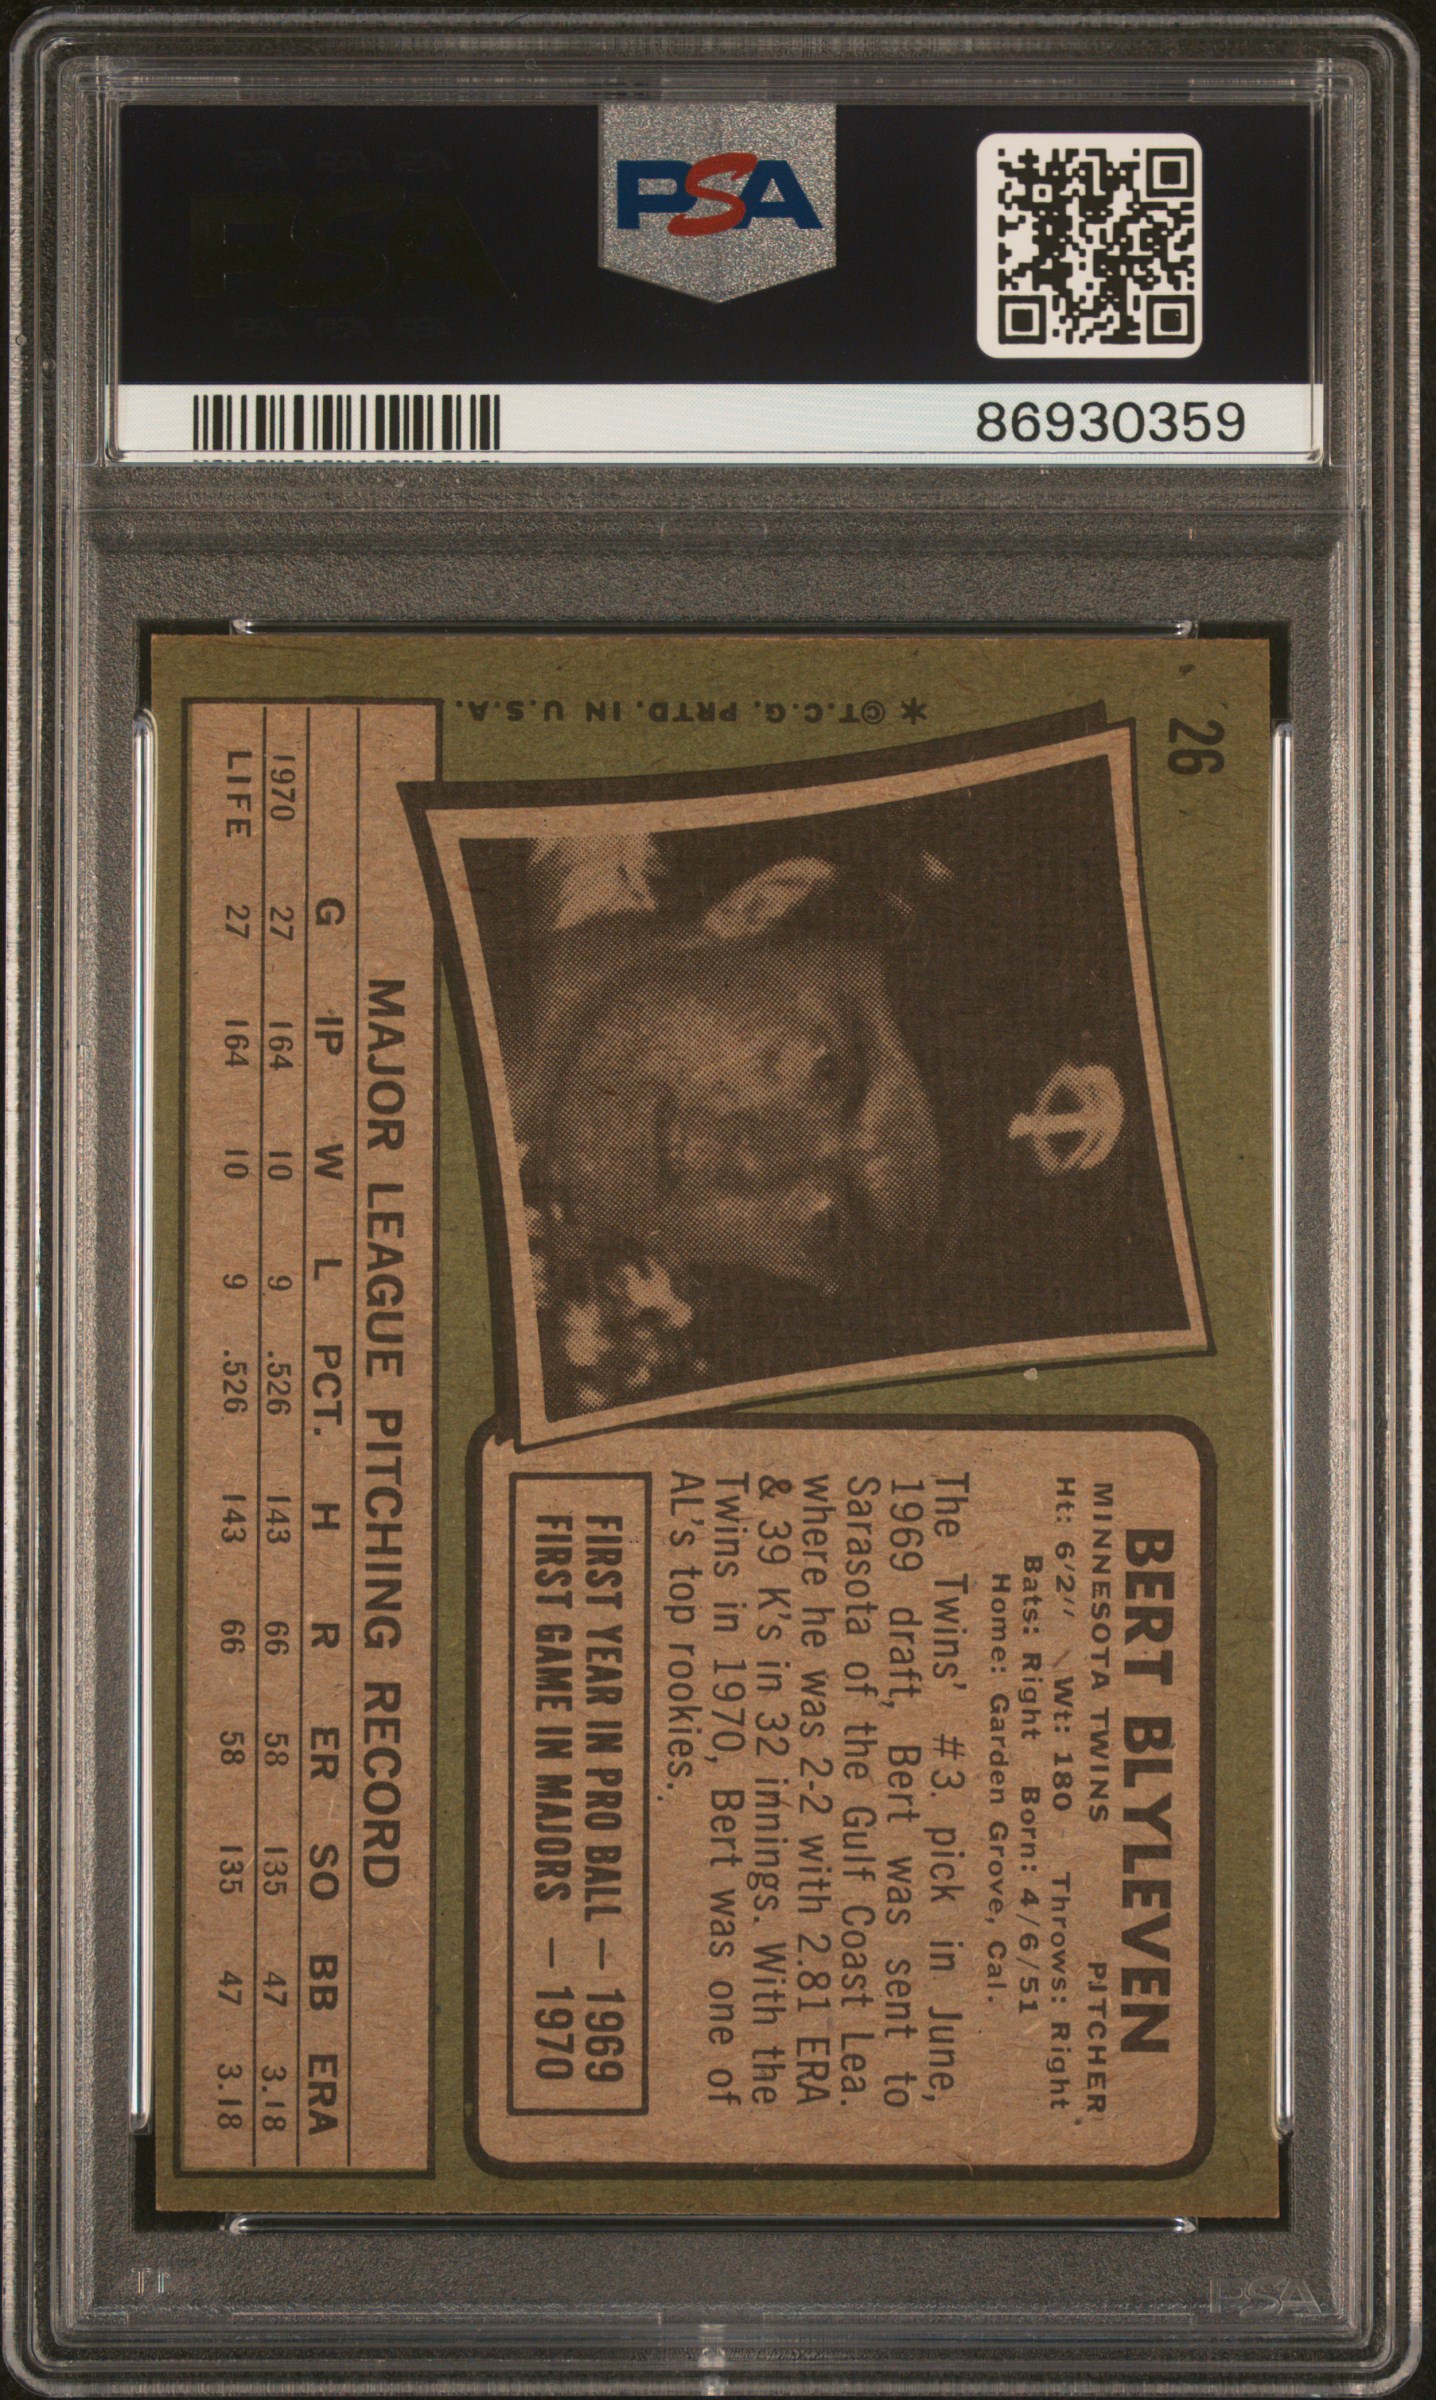 PSA
86930359
26
BERT BLYLEVEN
MINNESOTA TWINS PITCHER
Ht: 6'2" Wt: 180 Throws: Right
Bats: Right Born: 4/6/51
Home: Garden Grove, Cal.
The Twins' #3 pick in June,
1969 draft, Bert was sent to
Sarasota of the Gulf Coast Lea.
where he was 2-2 with 2.81 ERA
& 39 K's in 32 innings. With the
Twins in 1970, Bert was one of
AL's top rookies.
FIRST YEAR IN PRO BALL — 1969
FIRST GAME IN MAJORS — 1970
*©T.C.G. PRTD. IN U.S.A.
MAJOR LEAGUE PITCHING RECORD
G IP W L PCT. H R ER SO BB ERA
1970 27 164 10 9 .526 143 66 58 135 47 3.18
LIFE 27 164 10 9 .526 143 66 58 135 47 3.18
PSA